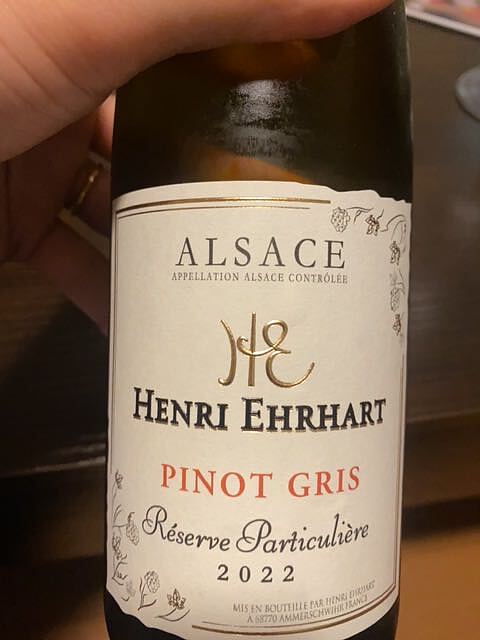 ALSACE
APPELLATION ALSACE CONTRÔLÉE
HE
HENRI EHRHART
PINOT GRIS
Réserve Particulière
2022
MIS EN BOUTEILLE PAR HENRI EHRHART
A 68770 AMMERSCHWIHR FRANCE